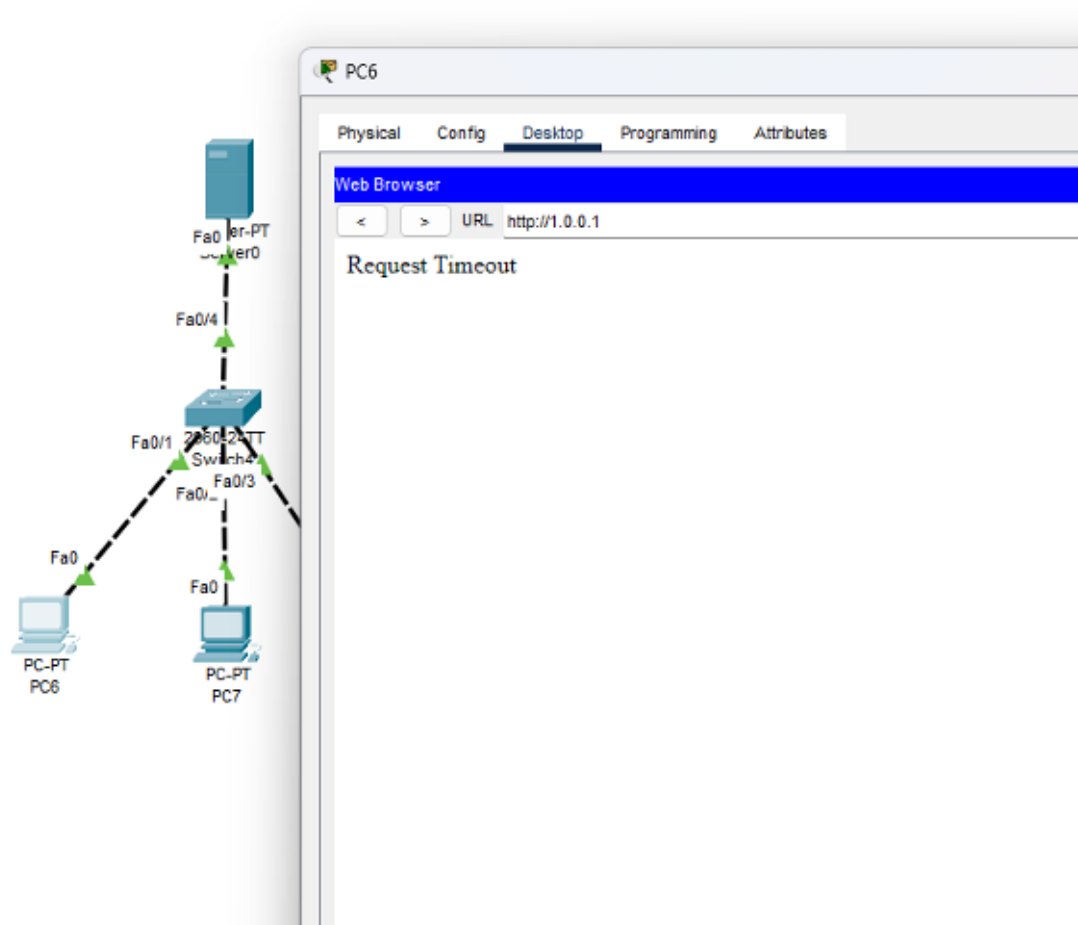 PC6
Physical Config Desktop Programming Attributes
Web Browser
< > URL http://1.0.0.1
Request Timeout
Fa0
Fa0/4
Fa0/1
Fa0/3
Fa0
PC-PT
PC6
Fa0
PC-PT
PC7